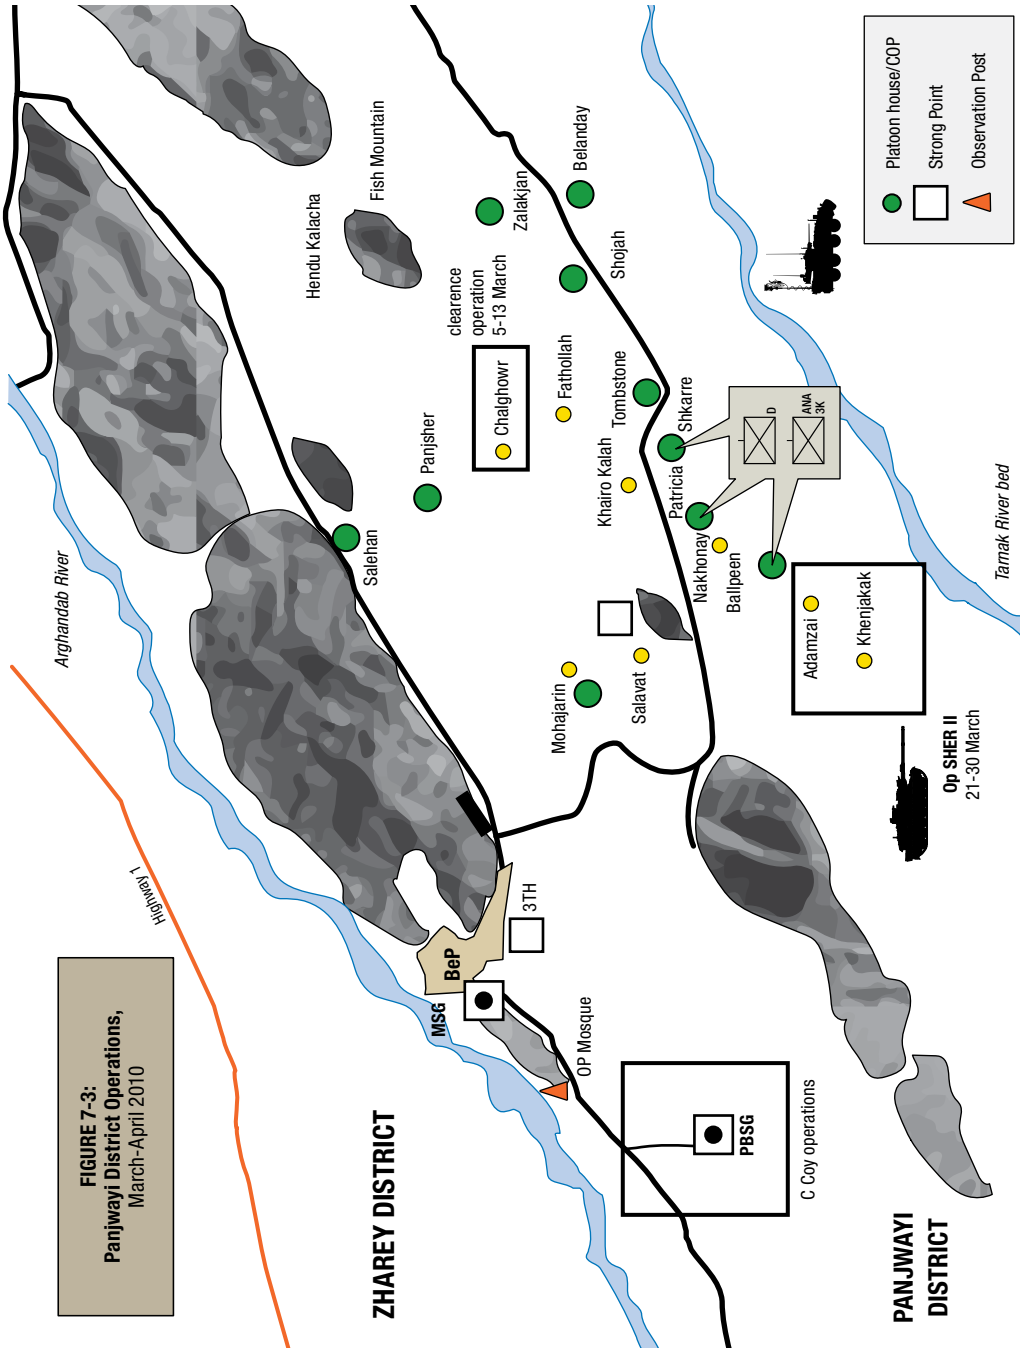 FIGURE 7-3:
Panjwayi District Operations,
March-April 2010
Highway 1
Arghandab River
ZHAREY DISTRICT
PANJWAYI
DISTRICT
MSG
BeP
3TH
OP Mosque
PBSG
C Coy operations
Salehan
Panjsher
Hendu Kalacha
Fish Mountain
clearence
operation
5-13 March
Chalghowr
Fathollah
Zalakjan
Belanday
Shojah
Tombstone
Khairo Kalah
Shkarre
Patricia
Nakhonay
Ballpeen
Mohajarin
Salavat
Adamzai
Khenjakak
Op SHER II
21-30 March
D
ANA
3K
Tarnak River bed
Platoon house/COP
Strong Point
Observation Post